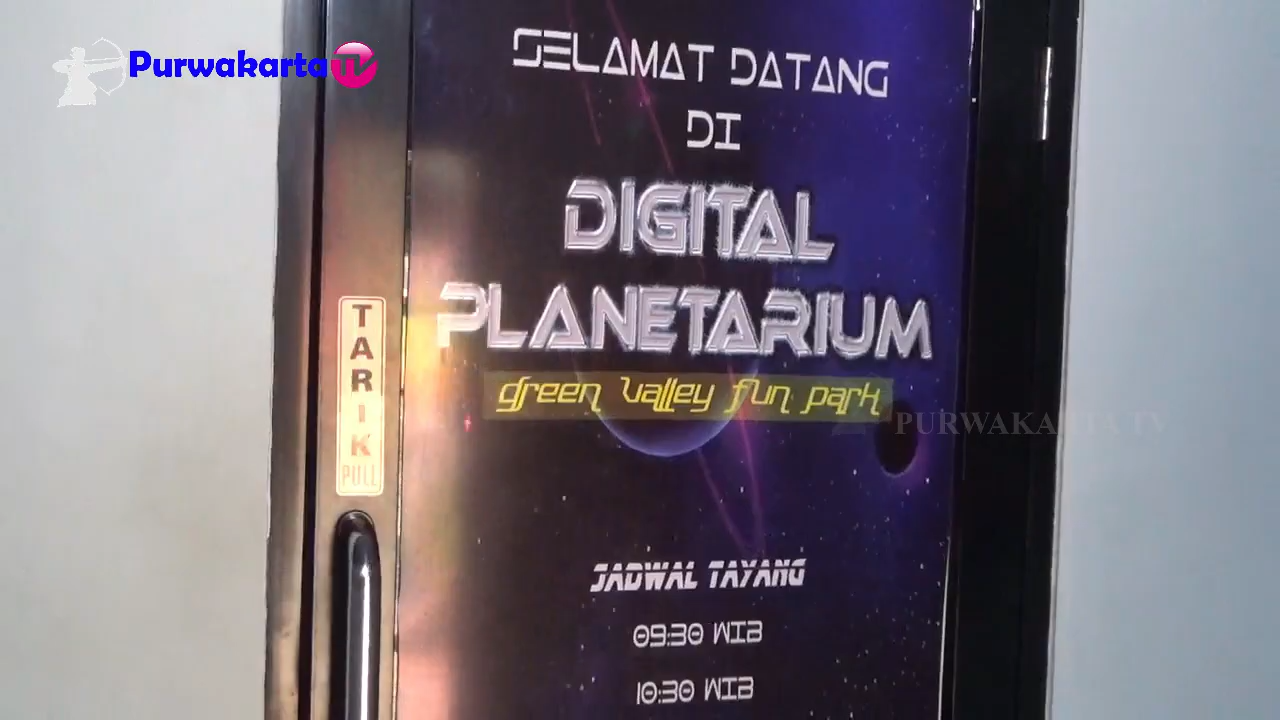 Purwakarta TV
SELAMAT DATANG
DI
DIGITAL
PLANETARIUM
green valley fun park
TARIK
PULL
PURWAKARTA TV
JADWAL TAYANG
09:30 WIB
10:30 WIB